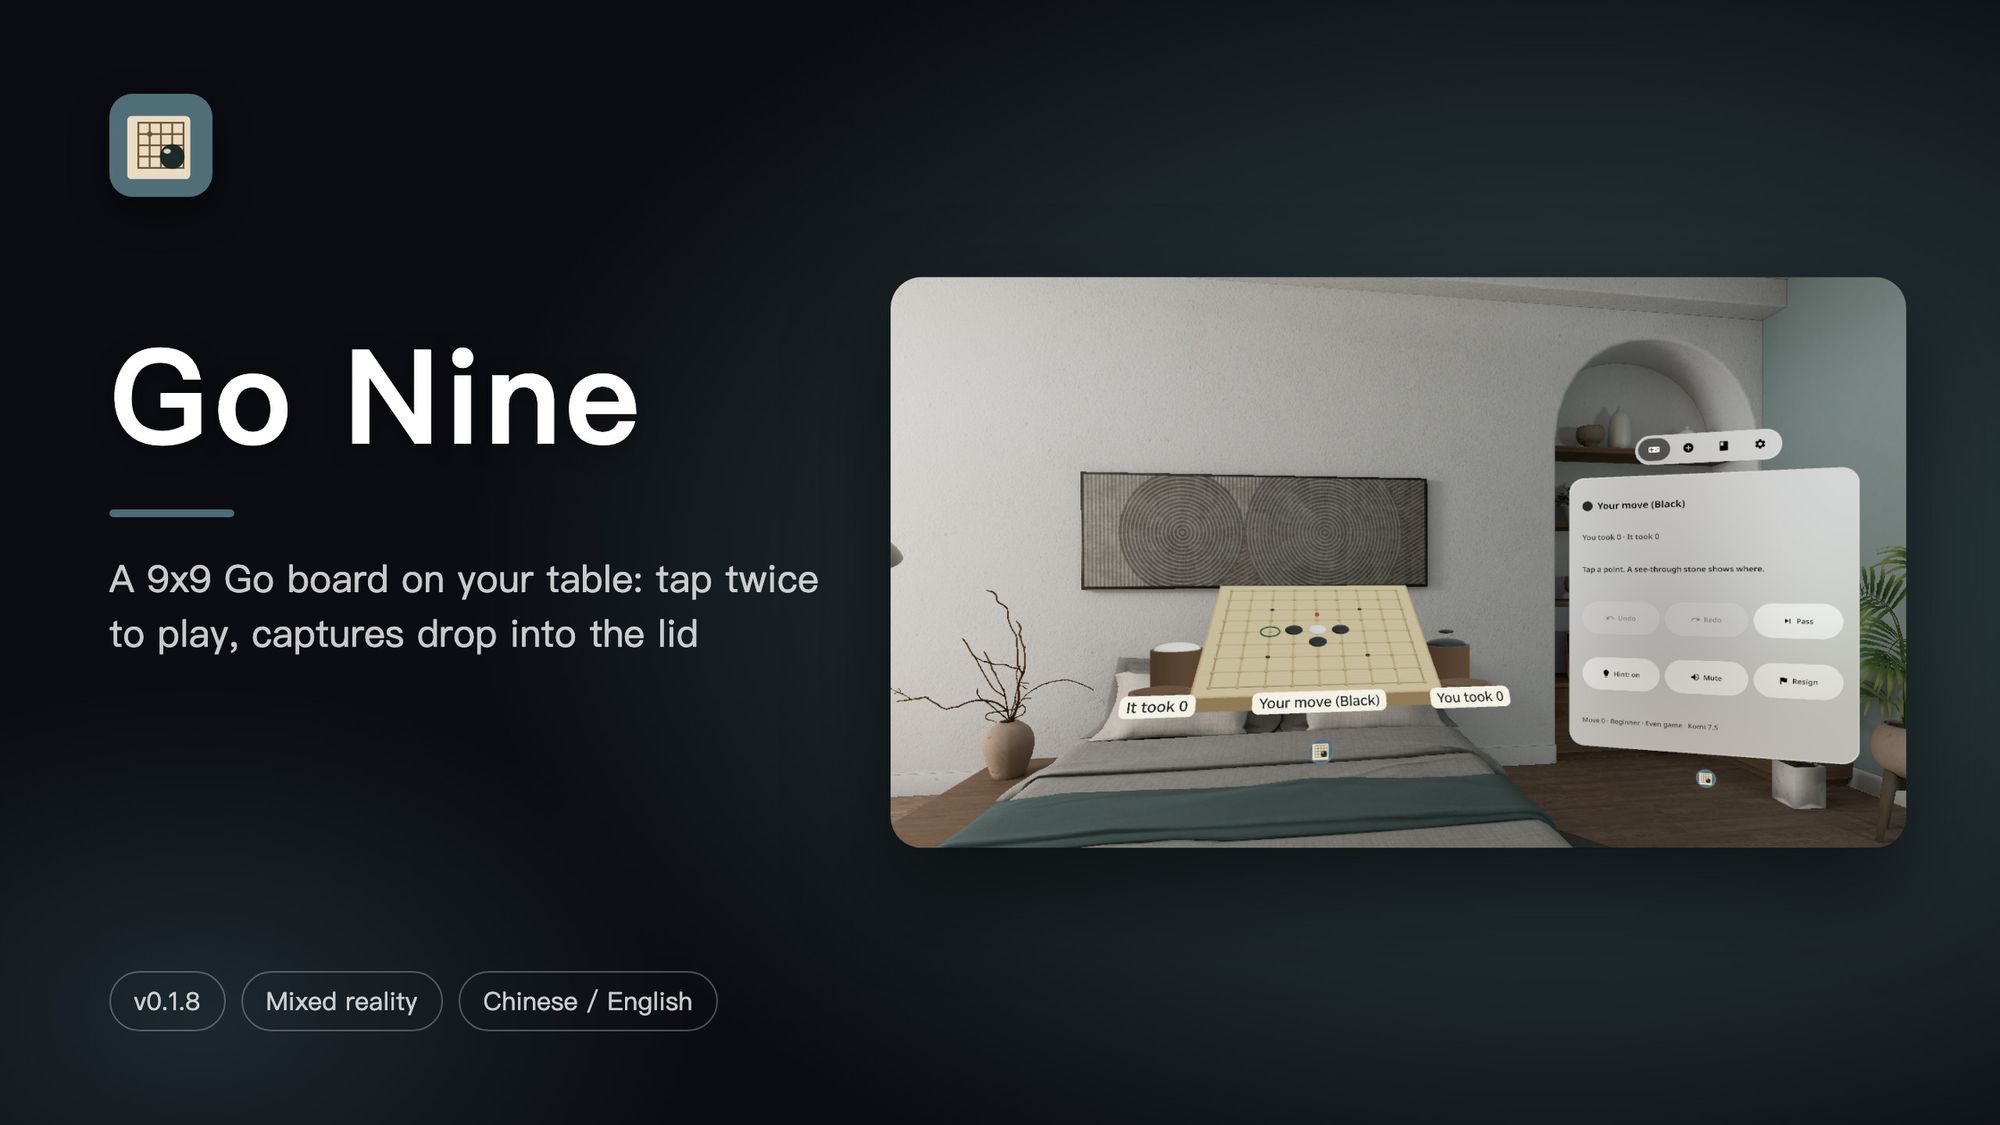 Go Nine
A 9x9 Go board on your table: tap twice
to play, captures drop into the lid
v0.1.8
Mixed reality
Chinese / English
It took 0
Your move (Black)
You took 0
Your move (Black)
You took 0 · It took 0
Tap a point. A see-through stone shows where.
Undo
Redo
Pass
Hint: on
Mute
Resign
Move 0 · Beginner · Even game · Komi 7.5